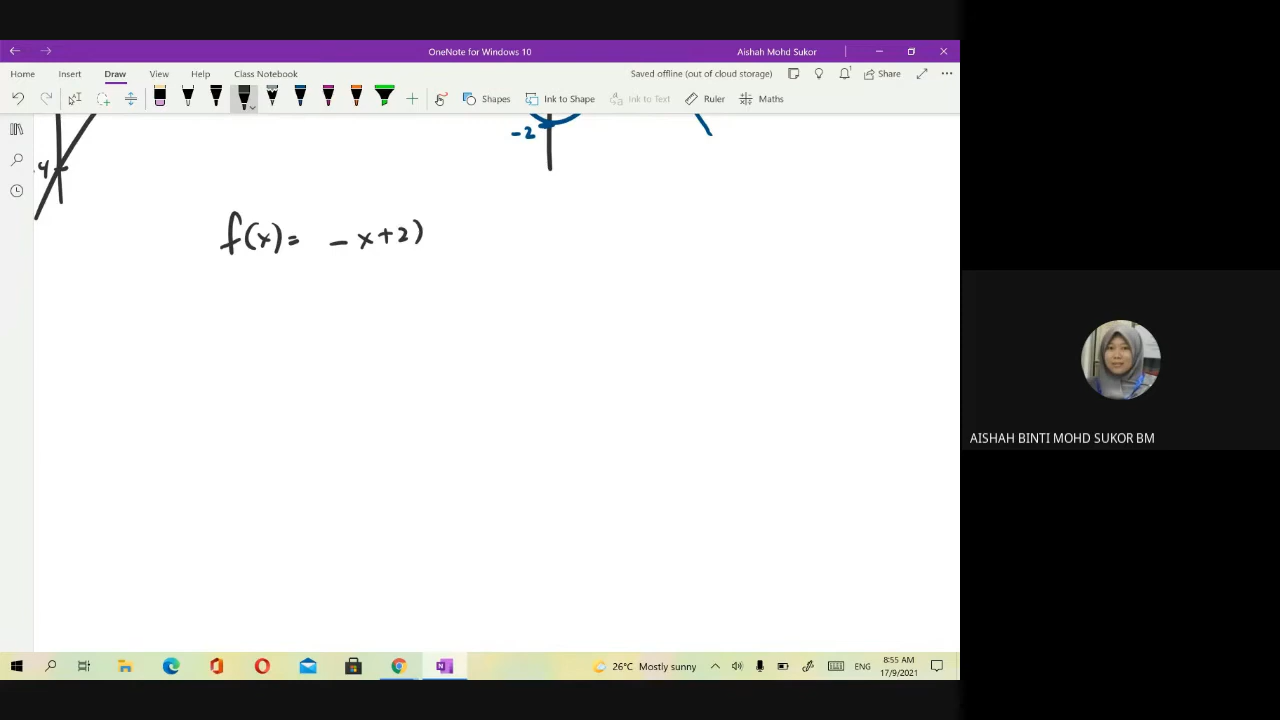 OneNote for Windows 10
Aishah Mohd Sukor
Home Insert Draw View Help Class Notebook
Saved offline (out of cloud storage)
Share
Shapes
Ink to Shape
Ink to Text
Ruler
Maths
-2
4
f(x) = -x+2)
AISHAH BINTI MOHD SUKOR BM
26°C Mostly sunny
ENG
8:55 AM
17/9/2021